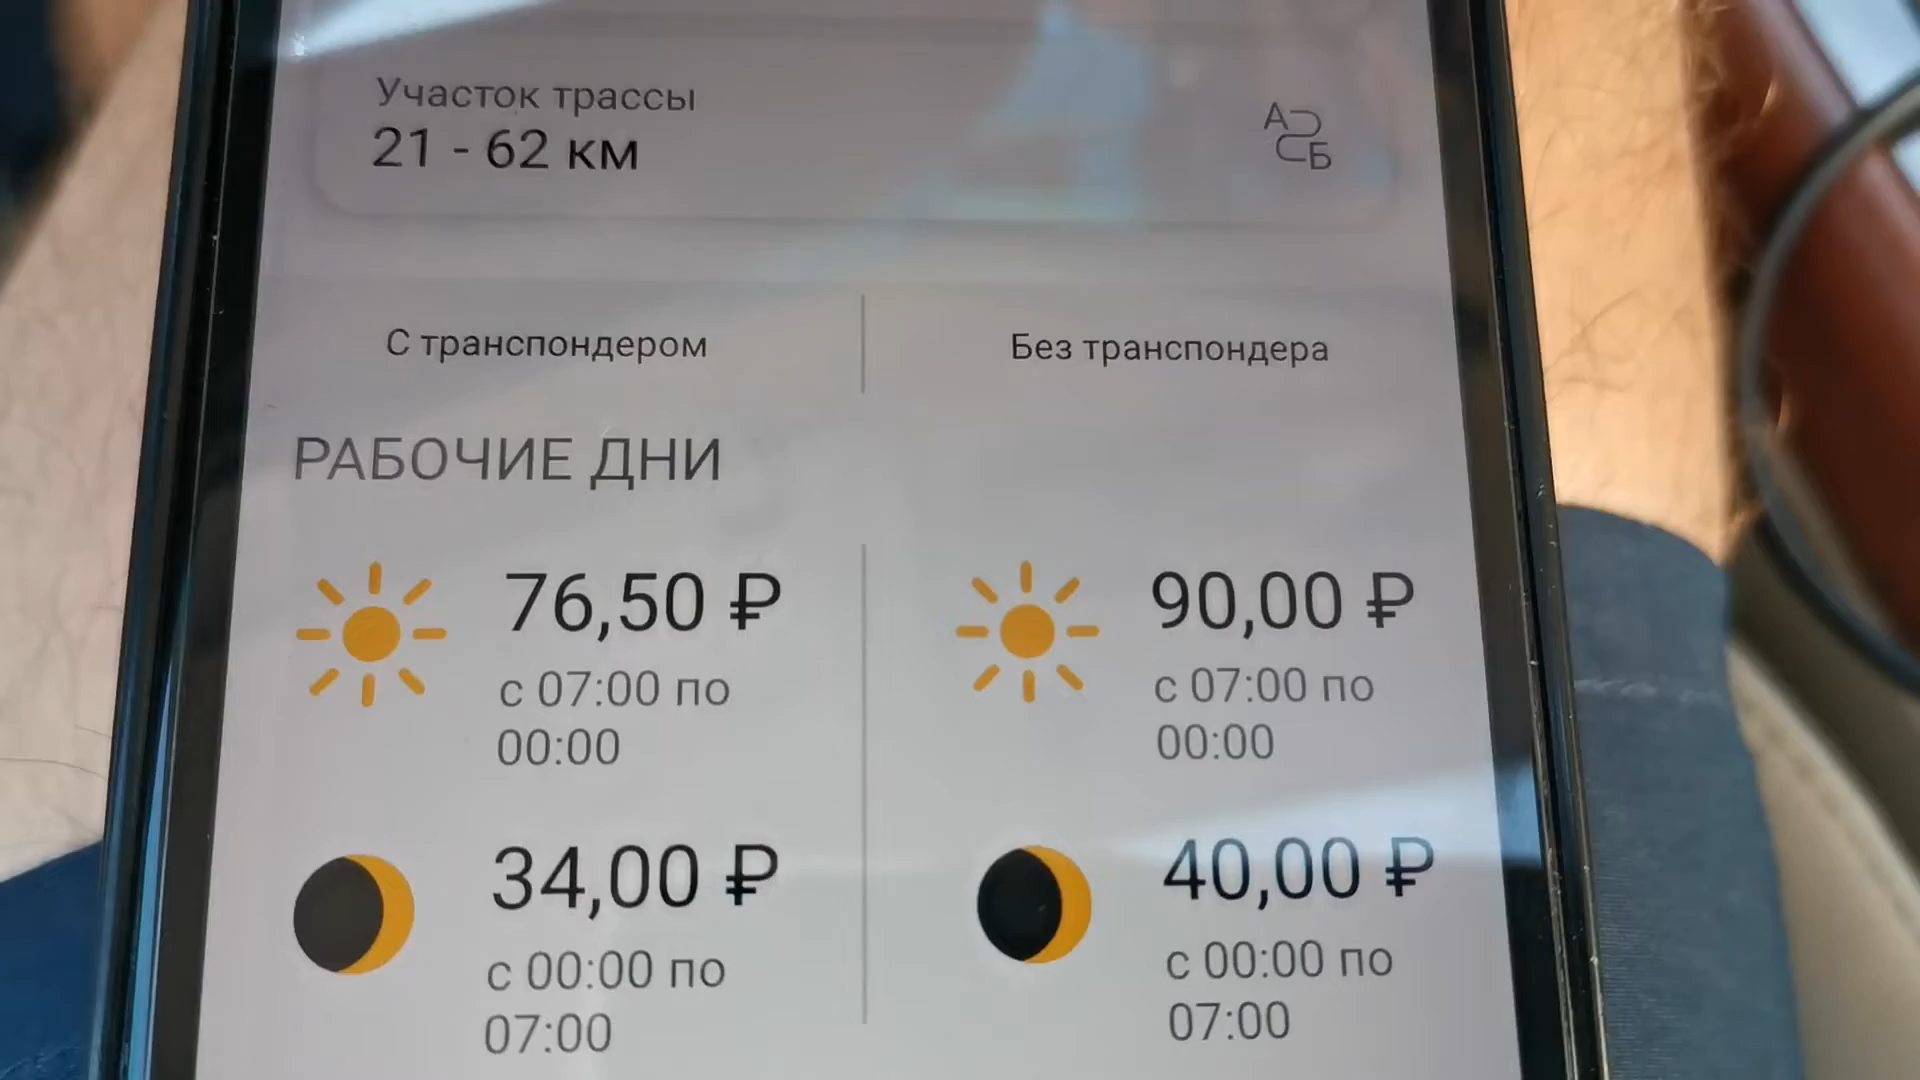 Участок трассы
21 - 62 км
А
Б
С транспондером
Без транспондера
РАБОЧИЕ ДНИ
76,50 ₽
с 07:00 по
00:00
90,00 ₽
с 07:00 по
00:00
34,00 ₽
с 00:00 по
07:00
40,00 ₽
с 00:00 по
07:00